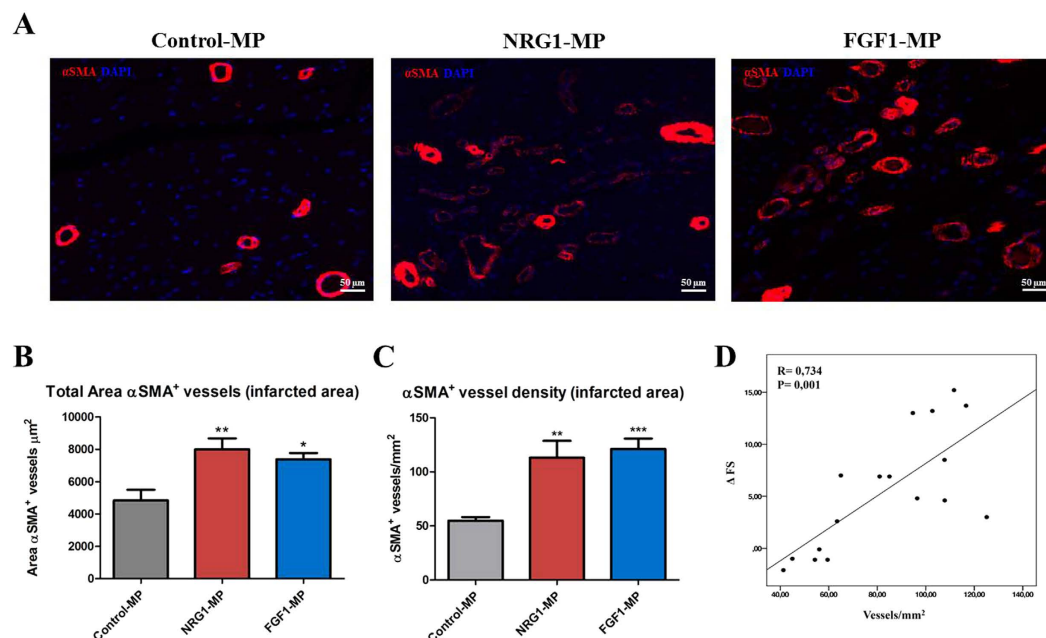 A
Control-MP
NRG1-MP
FGF1-MP
αSMA DAPI
αSMA DAPI
αSMA DAPI
50 µm
50 µm
50 µm
B
Total Area αSMA⁺ vessels (infarcted area)
Area αSMA⁺ vessels µm²
10000
8000
6000
4000
2000
0
**
*
Control-MP
NRG1-MP
FGF1-MP
C
αSMA⁺ vessel density (infarcted area)
αSMA⁺ vessels/mm²
150
100
50
0
**
***
Control-MP
NRG1-MP
FGF1-MP
D
R= 0,734
P= 0,001
Δ FS
15,00
10,00
5,00
,00
40,00
60,00
80,00
100,00
120,00
140,00
Vessels/mm²